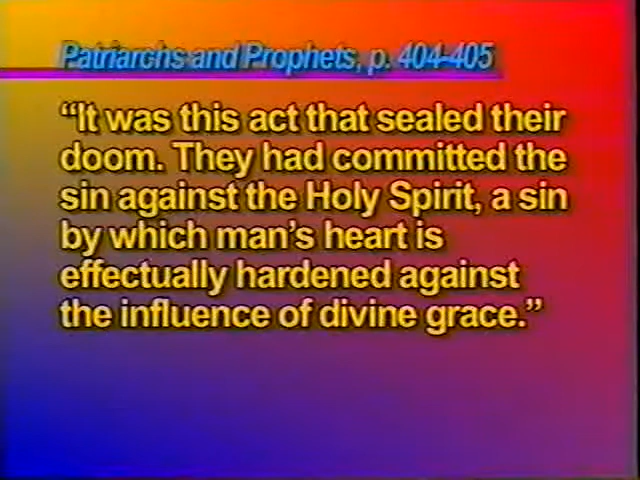 Patriarchs and Prophets, p. 404-405
“It was this act that sealed their
doom. They had committed the
sin against the Holy Spirit, a sin
by which man’s heart is
effectually hardened against
the influence of divine grace.”